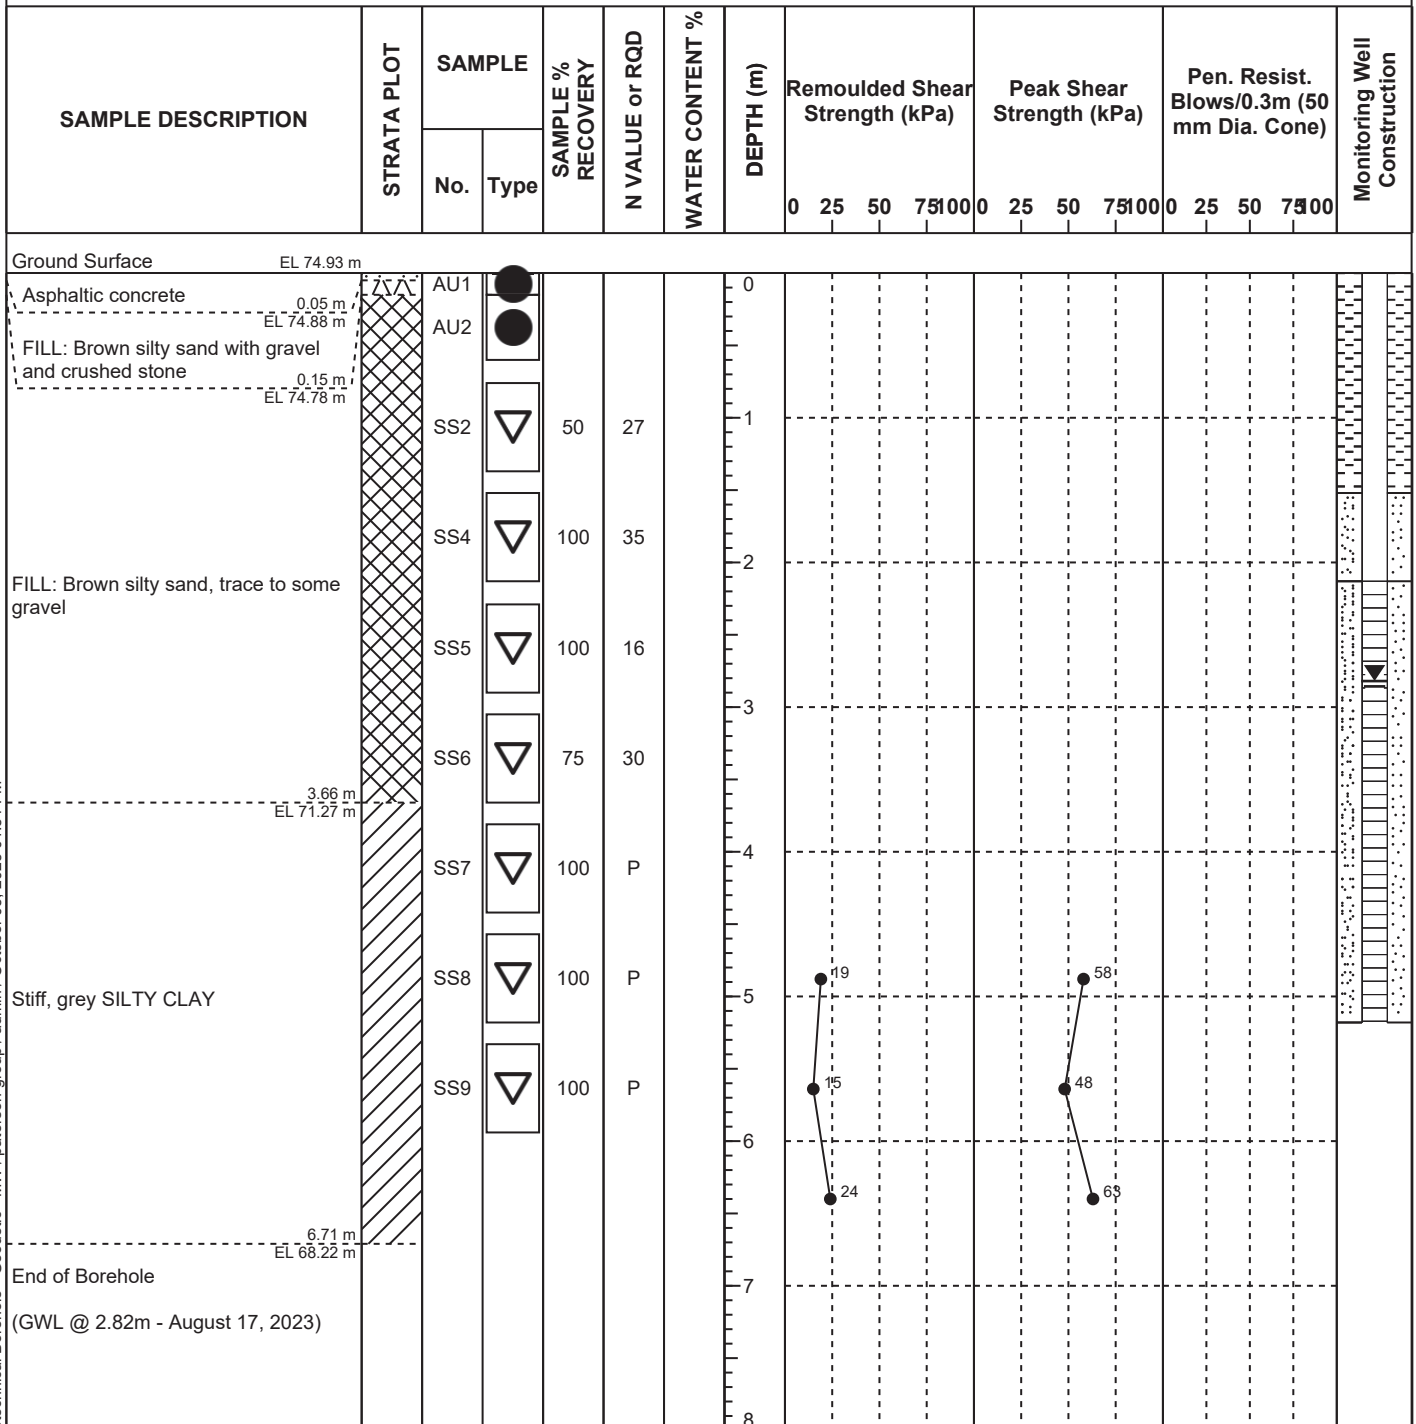 SAMPLE DESCRIPTION
STRATA PLOT
SAMPLE
No.
Type
SAMPLE %
RECOVERY
N VALUE or RQD
WATER CONTENT %
DEPTH (m)
Remoulded Shear
Strength (kPa)
0 25 50 75 100
Peak Shear
Strength (kPa)
0 25 50 75 100
Pen. Resist.
Blows/0.3m (50
mm Dia. Cone)
0 25 50 75 100
Monitoring Well
Construction
Ground Surface EL 74.93 m
Asphaltic concrete
0.05 m
EL 74.88 m
FILL: Brown silty sand with gravel
and crushed stone
0.15 m
EL 74.78 m
FILL: Brown silty sand, trace to some
gravel
3.66 m
EL 71.27 m
Stiff, grey SILTY CLAY
6.71 m
EL 68.22 m
End of Borehole
(GWL @ 2.82m - August 17, 2023)
AU1
AU2
SS2 50 27
SS4 100 35
SS5 100 16
SS6 75 30
SS7 100 P
SS8 100 P
SS9 100 P
0
1
2
3
4
5
6
7
8
19
15
24
58
48
63